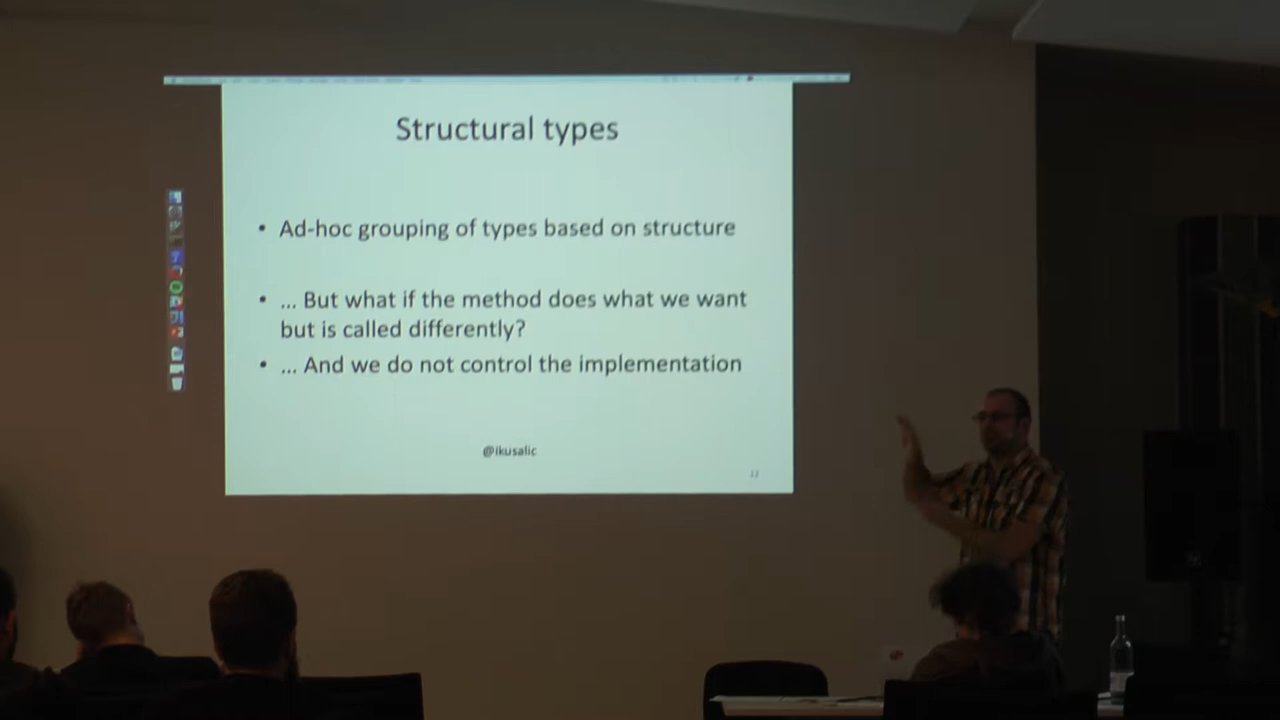 Structural types
• Ad-hoc grouping of types based on structure
• ... But what if the method does what we want
but is called differently?
• ... And we do not control the implementation
@ikusalic